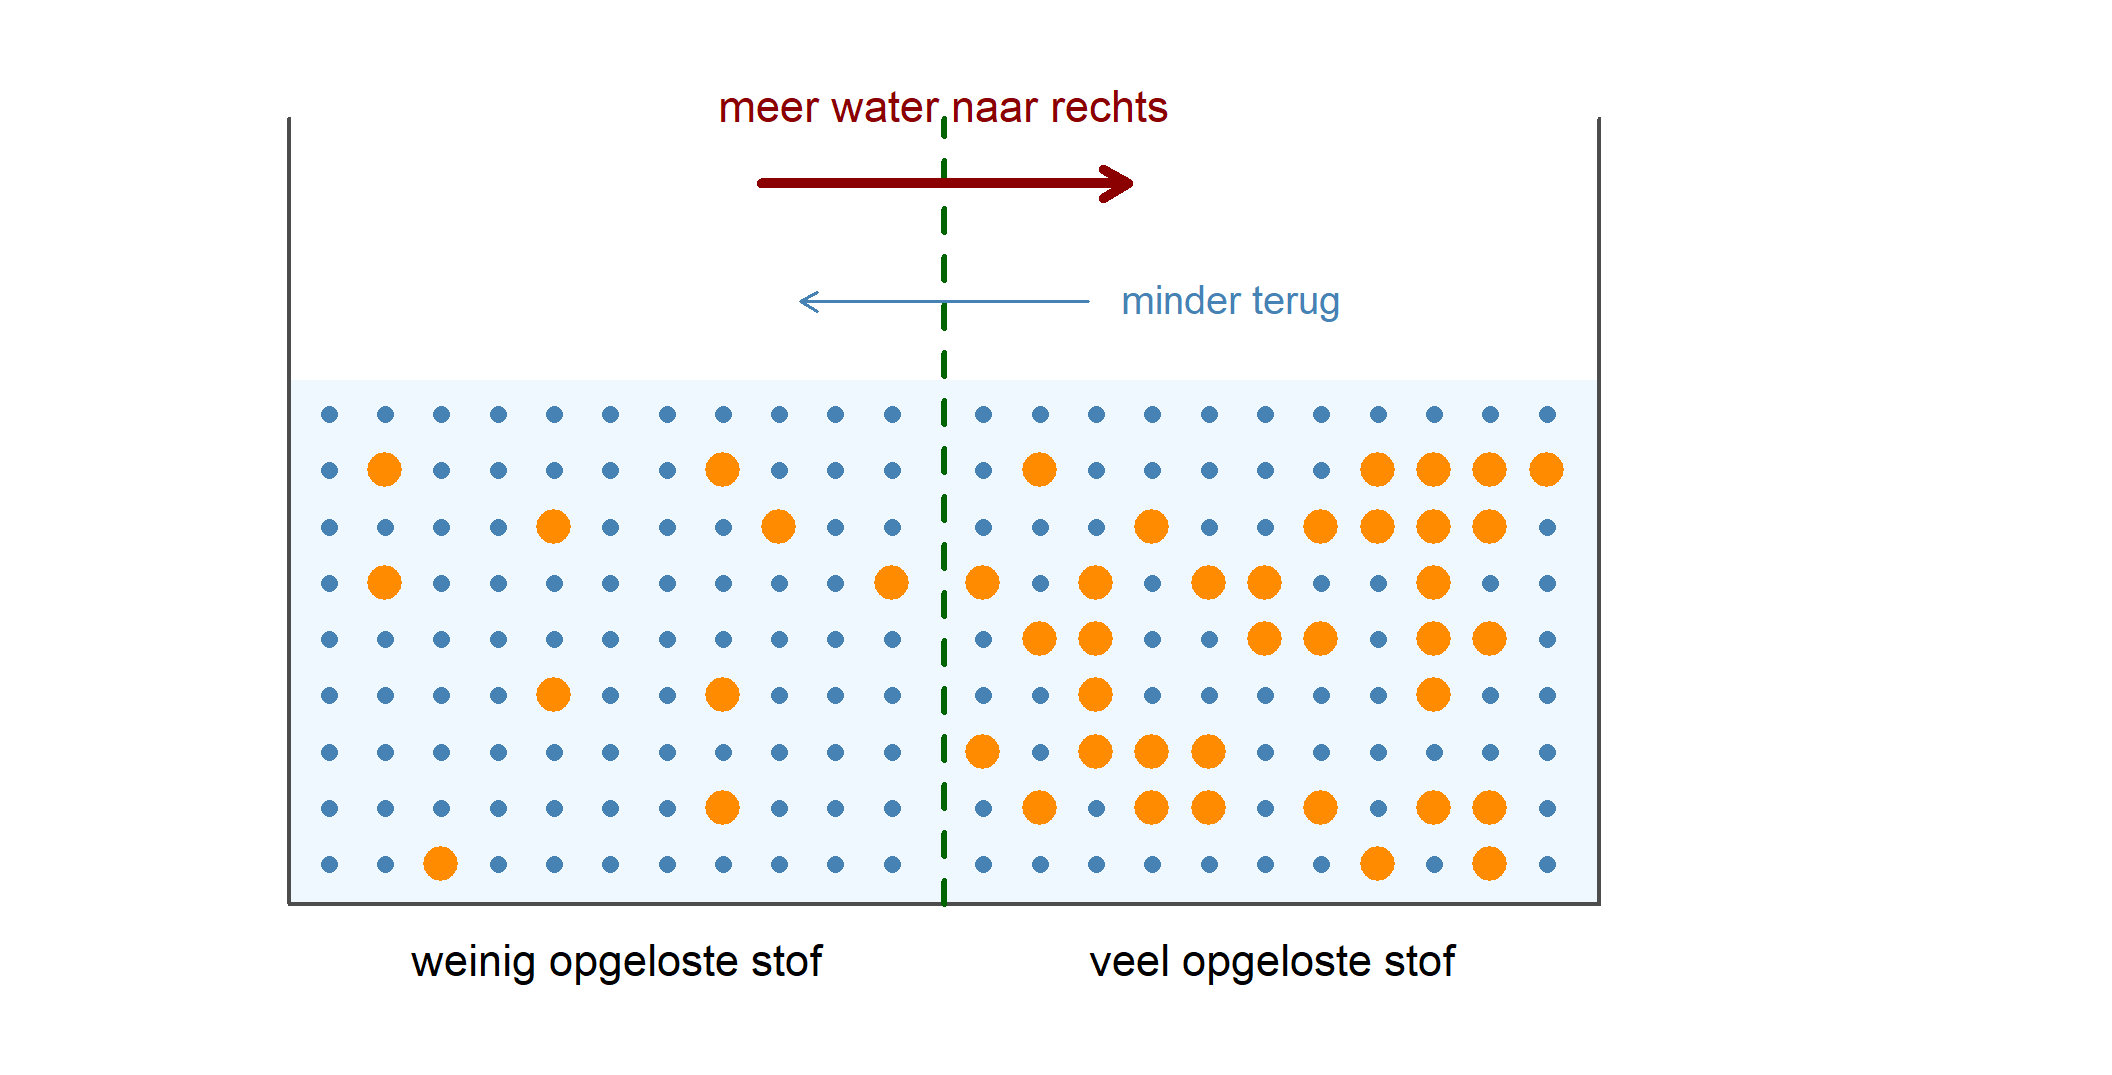 meer water naar rechts
minder terug
weinig opgeloste stof
veel opgeloste stof